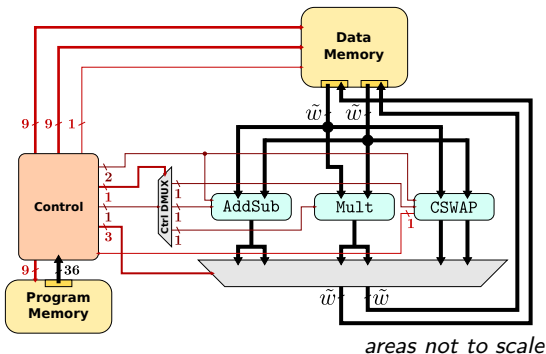 Data
Memory
w̃ w̃
9 9 1
2
1
1
3
Control
Ctrl DMUX
1
1
1
AddSub
Mult
CSWAP
1
9 36
Program
Memory
w̃ w̃
areas not to scale